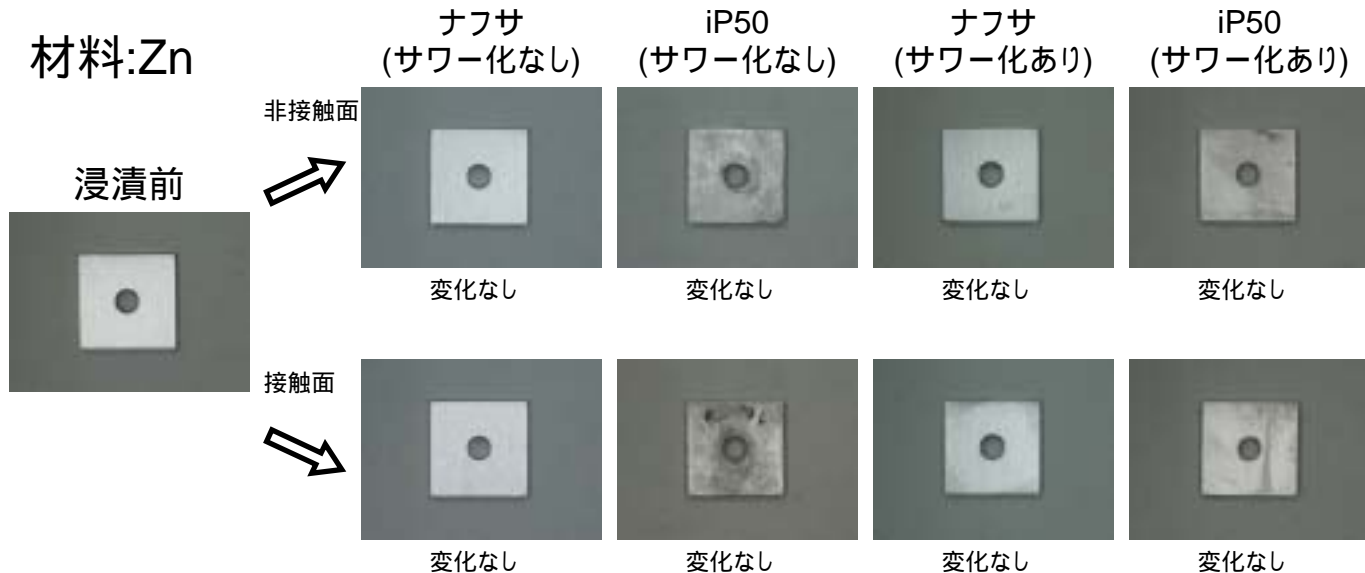 材料:Zn
ナフサ
(サワー化なし)
iP50
(サワー化なし)
ナフサ
(サワー化あり)
iP50
(サワー化あり)
浸漬前
非接触面
変化なし
変化なし
変化なし
変化なし
接触面
変化なし
変化なし
変化なし
変化なし